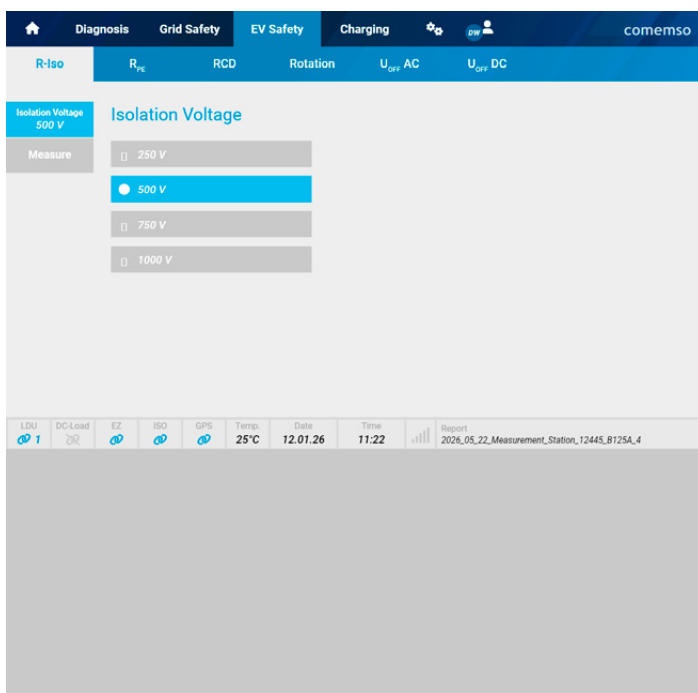 Diagnosis Grid Safety EV Safety Charging DW comemso
R-Iso RPE RCD Rotation UOFF AC UOFF DC
Isolation Voltage
500 V
Measure
Isolation Voltage
250 V
500 V
750 V
1000 V
LDU DC-Load EZ ISO GPS Temp. Date Time Report
1 25°C 12.01.26 11:22 2026_05_22_Measurement_Station_12445_B125A_4